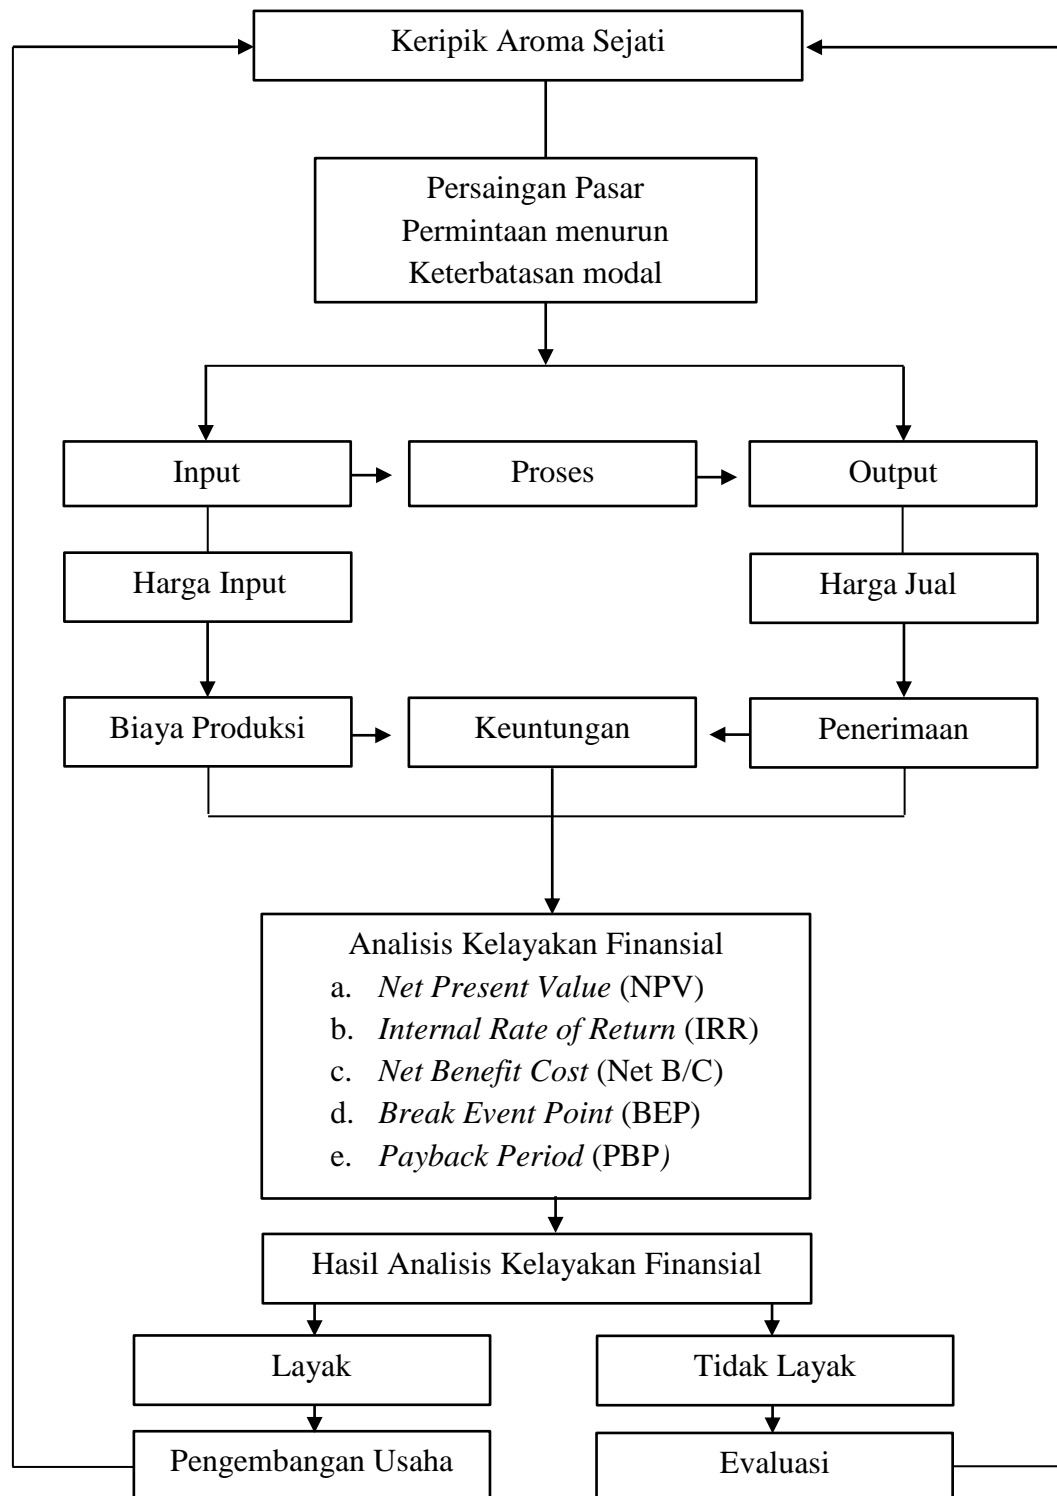 Keripik Aroma Sejati
Persaingan Pasar
Permintaan menurun
Keterbatasan modal
Input
Proses
Output
Harga Input
Harga Jual
Biaya Produksi
Keuntungan
Penerimaan
Analisis Kelayakan Finansial
a. Net Present Value (NPV)
b. Internal Rate of Return (IRR)
c. Net Benefit Cost (Net B/C)
d. Break Event Point (BEP)
e. Payback Period (PBP)
Hasil Analisis Kelayakan Finansial
Layak
Tidak Layak
Pengembangan Usaha
Evaluasi